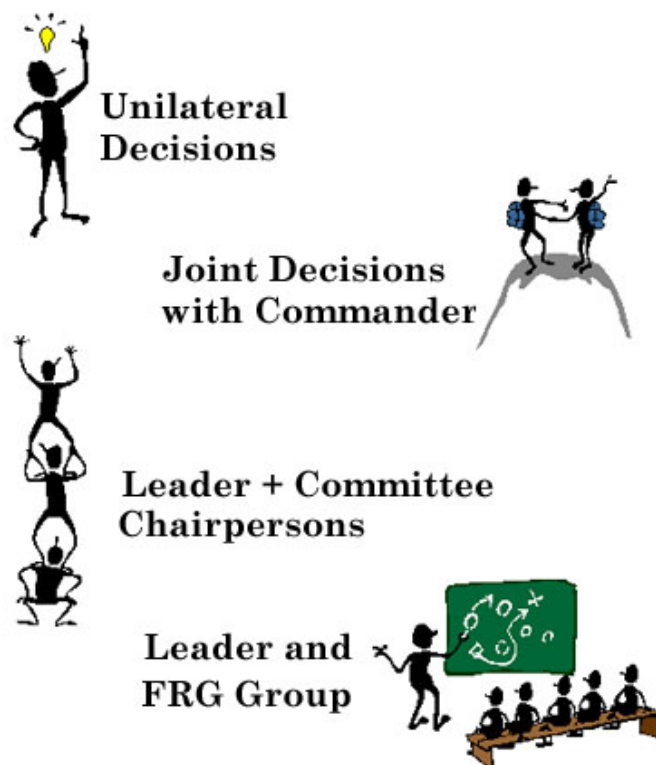 Unilateral
Decisions
Joint Decisions
with Commander
Leader + Committee
Chairpersons
Leader and
FRG Group